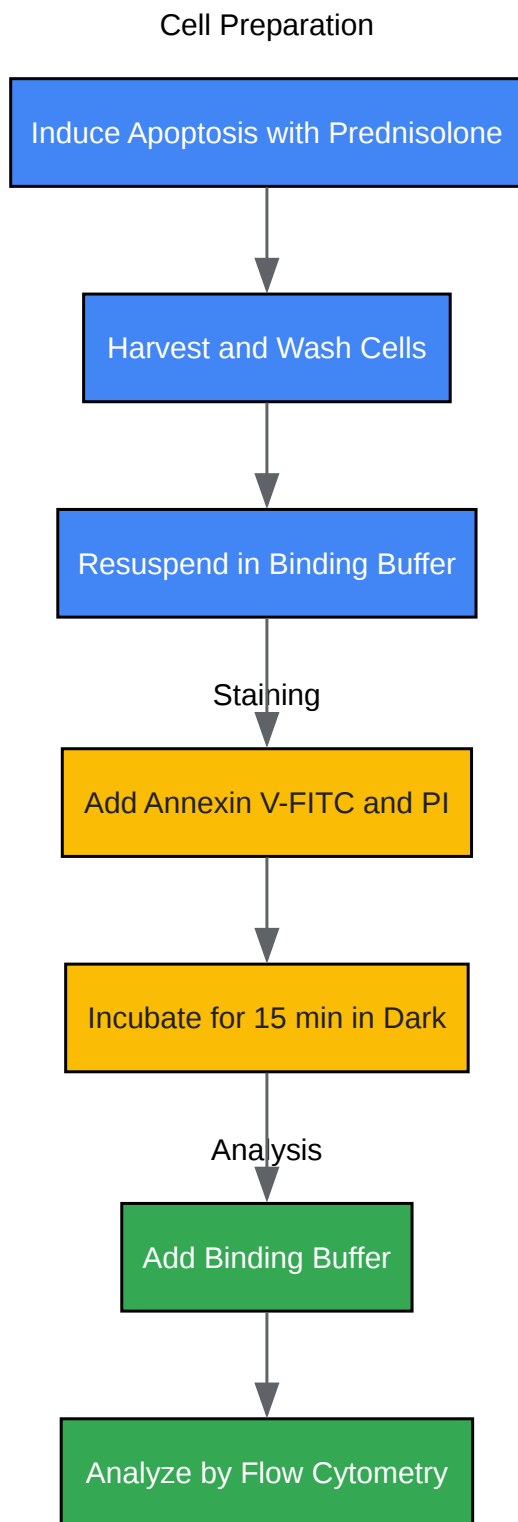 Cell Preparation
Induce Apoptosis with Prednisolone
Harvest and Wash Cells
Resuspend in Binding Buffer
Staining
Add Annexin V-FITC and PI
Incubate for 15 min in Dark
Analysis
Add Binding Buffer
Analyze by Flow Cytometry